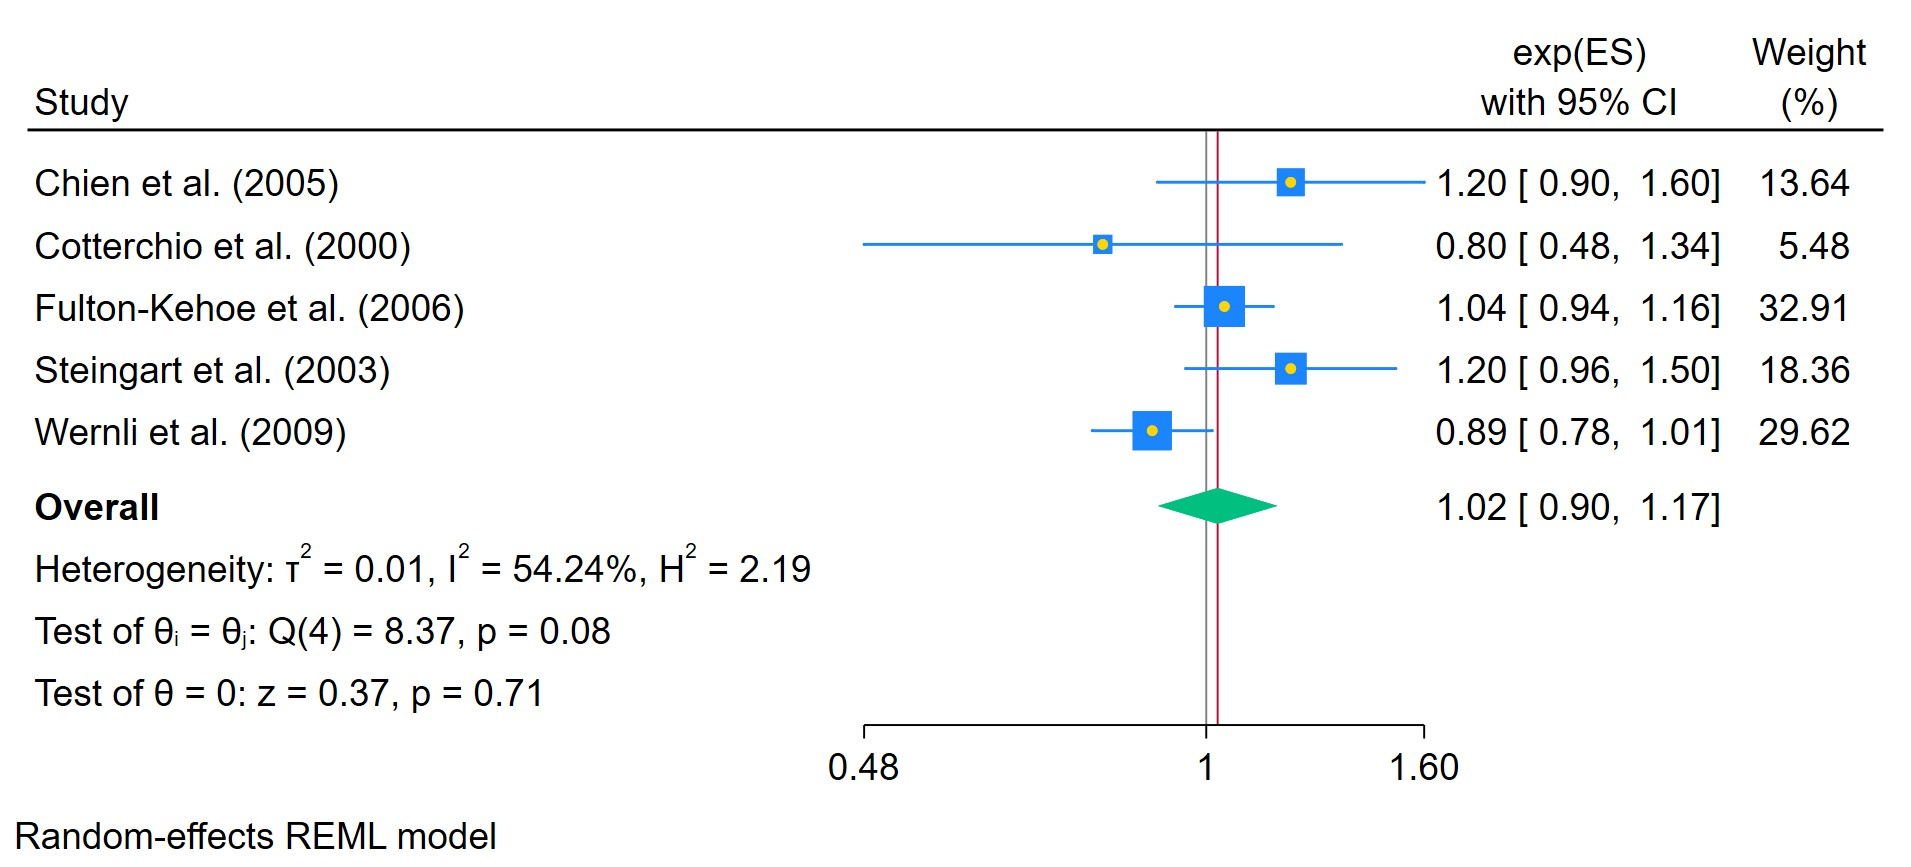 exp(ES) Weight
Study with 95% CI (%)
Chien et al. (2005) 1.20 [ 0.90, 1.60] 13.64
Cotterchio et al. (2000) 0.80 [ 0.48, 1.34] 5.48
Fulton-Kehoe et al. (2006) 1.04 [ 0.94, 1.16] 32.91
Steingart et al. (2003) 1.20 [ 0.96, 1.50] 18.36
Wernli et al. (2009) 0.89 [ 0.78, 1.01] 29.62
Overall 1.02 [ 0.90, 1.17]
Heterogeneity: τ² = 0.01, I² = 54.24%, H² = 2.19
Test of θᵢ = θⱼ: Q(4) = 8.37, p = 0.08
Test of θ = 0: z = 0.37, p = 0.71
0.48 1 1.60
Random-effects REML model